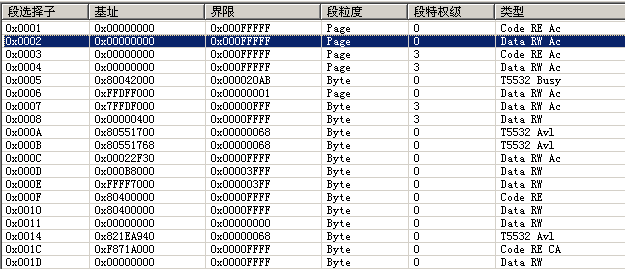 段选择子 基址 界限 段粒度 段特权级 类型
0x0001 0x00000000 0x000FFFFF Page 0 Code RE Ac
0x0002 0x00000000 0x000FFFFF Page 0 Data RW Ac
0x0003 0x00000000 0x000FFFFF Page 3 Code RE Ac
0x0004 0x00000000 0x000FFFFF Page 3 Data RW Ac
0x0005 0x80042000 0x000020AB Byte 0 TSS32 Busy
0x0006 0xFFDFF000 0x00000001 Page 0 Data RW Ac
0x0007 0x7FFDF000 0x00000FFF Byte 3 Data RW Ac
0x0008 0x00000400 0x0000FFFF Byte 3 Data RW
0x000A 0x80551700 0x00000068 Byte 0 TSS32 Avl
0x000B 0x80551768 0x00000068 Byte 0 TSS32 Avl
0x000C 0x00022F30 0x0000FFFF Byte 0 Data RW Ac
0x000D 0x000B8000 0x00003FFF Byte 0 Data RW
0x000E 0xFFFF7000 0x000003FF Byte 0 Data RW
0x000F 0x80400000 0x0000FFFF Byte 0 Code RE
0x0010 0x80400000 0x0000FFFF Byte 0 Data RW
0x0011 0x00000000 0x00000000 Byte 0 Data RW
0x0014 0x821EA940 0x00000068 Byte 0 TSS32 Avl
0x001C 0xF871A000 0x0000FFFF Byte 0 Code RE CA
0x001D 0x00000000 0x0000FFFF Byte 0 Data RW